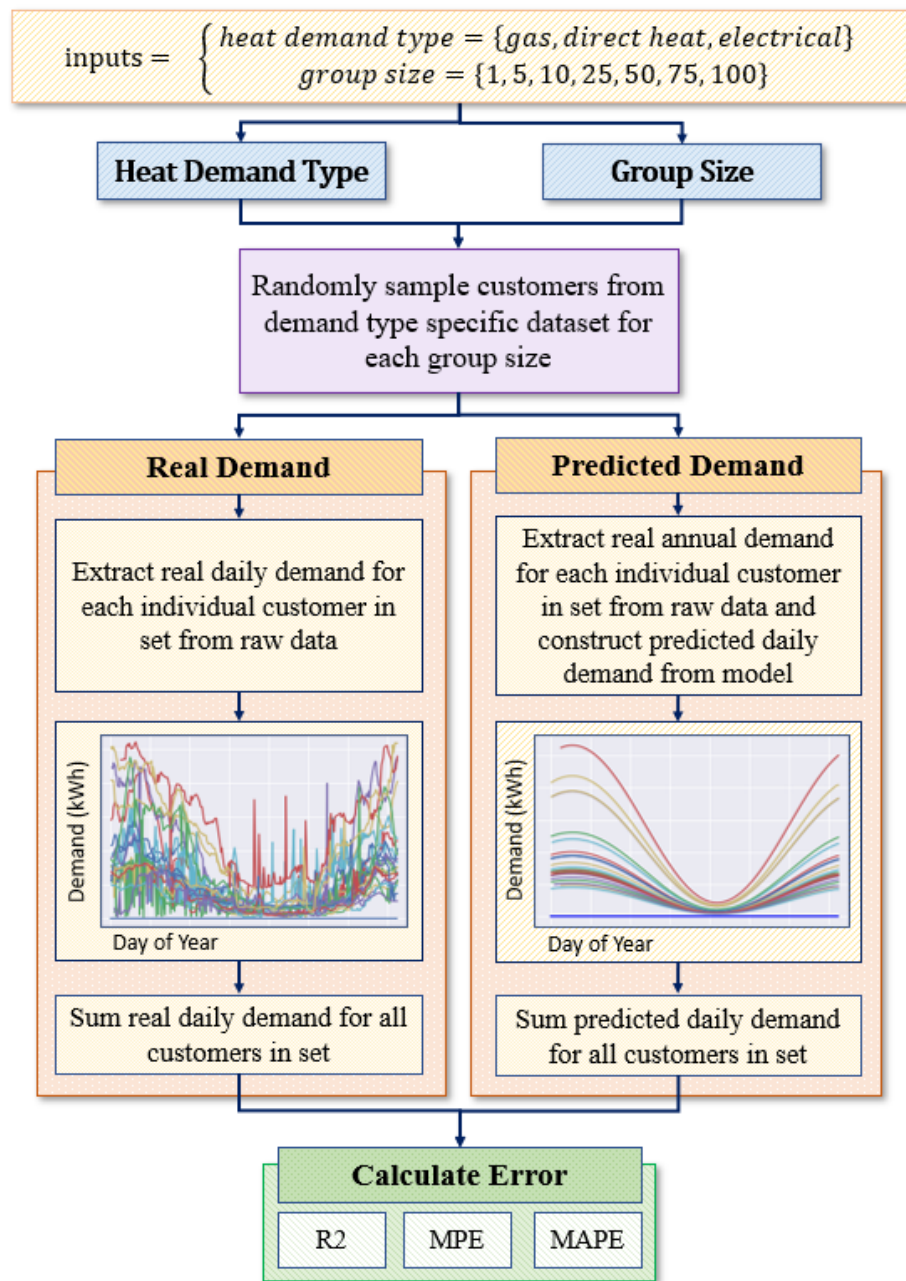 inputs = { heat demand type = {gas, direct heat, electrical}
group size = {1, 5, 10, 25, 50, 75, 100}
Heat Demand Type
Group Size
Randomly sample customers from
demand type specific dataset for
each group size
Real Demand
Extract real daily demand for
each individual customer in
set from raw data
Demand (kWh)
Day of Year
Sum real daily demand for all
customers in set
Predicted Demand
Extract real annual demand
for each individual customer
in set from raw data and
construct predicted daily
demand from model
Demand (kWh)
Day of Year
Sum predicted daily demand
for all customers in set
Calculate Error
R2
MPE
MAPE